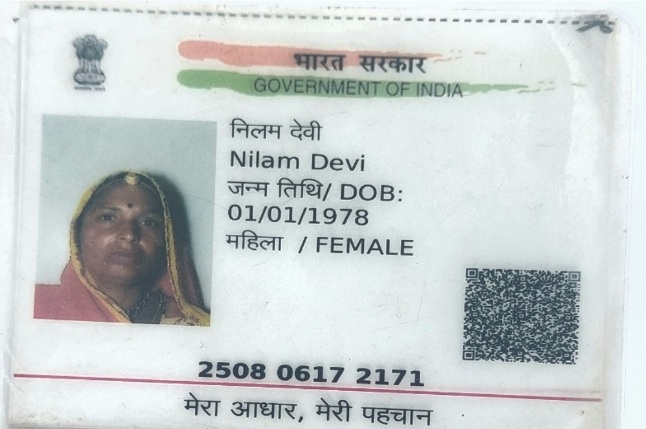 भारत सरकार
GOVERNMENT OF INDIA
निलम देवी
Nilam Devi
जन्म तिथि/ DOB:
01/01/1978
महिला / FEMALE
2508 0617 2171
मेरा आधार, मेरी पहचान